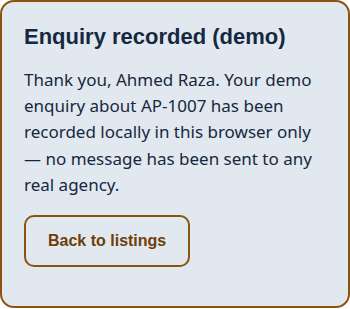 Enquiry recorded (demo)
Thank you, Ahmed Raza. Your demo
enquiry about AP-1007 has been
recorded locally in this browser only
— no message has been sent to any
real agency.
Back to listings